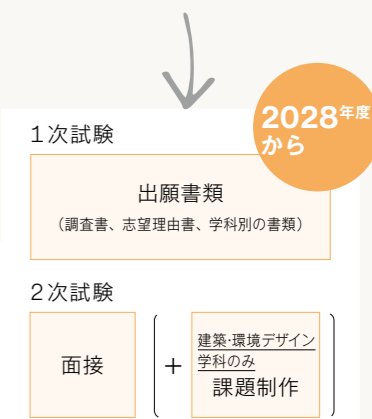 2028年度
から
1次試験
出願書類
（調査書、志望理由書、学科別の書類）
2次試験
面接
+
建築・環境デザイン
学科のみ
課題制作